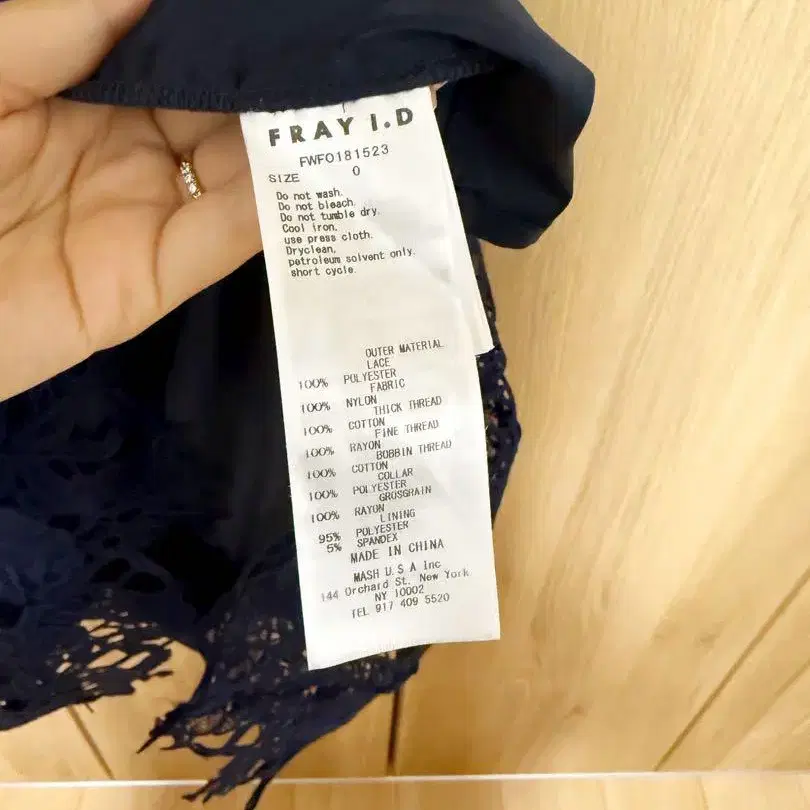 FRAY I.D
FWFO181523
SIZE 0
Do not wash.
Do not bleach.
Do not tumble dry.
Cool iron,
use press cloth.
Dryclean,
petroleum solvent only.
short cycle.
OUTER MATERIAL
LACE
100% POLYESTER
FABRIC
100% NYLON
THICK THREAD
100% COTTON
FINE THREAD
100% RAYON
BOBBIN THREAD
100% COTTON
COLLAR
100% POLYESTER
GROSGRAIN
100% RAYON
LINING
95% POLYESTER
5% SPANDEX
MADE IN CHINA
MASH U.S A Inc
144 Orchard St. New York
NY 10002
TEL 917 409 5520